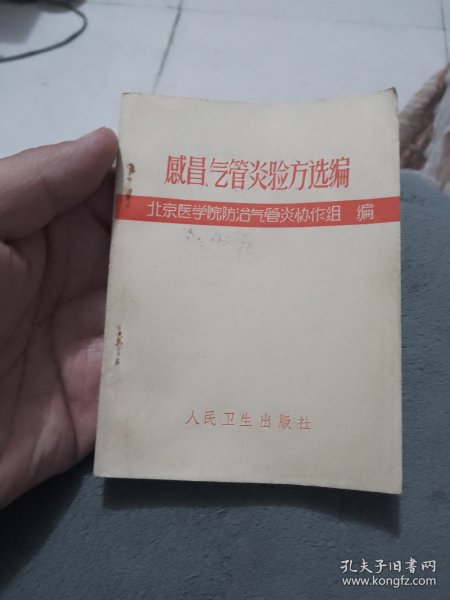 感昌、气管炎验方选编
北京医学院防治气管炎协作组 编
人民卫生出版社
孔夫子旧书网
www.kongfz.com